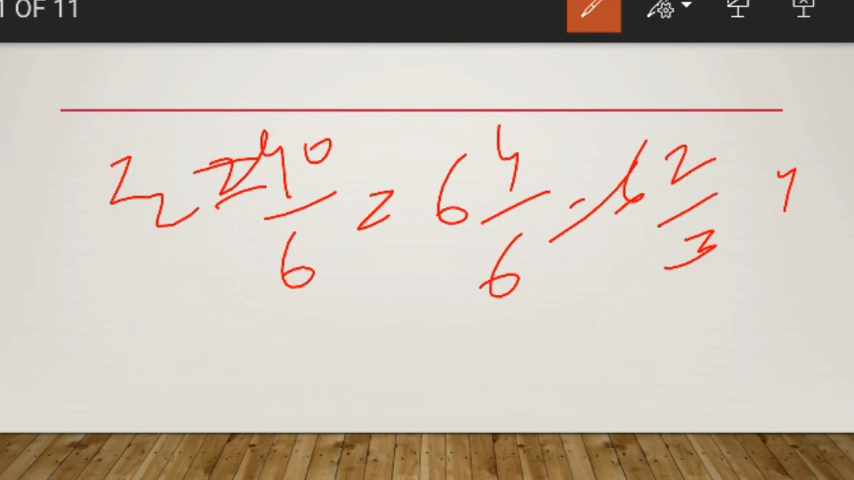 1 OF 11
= 40/6 = 6 4/6 = 6 2/3